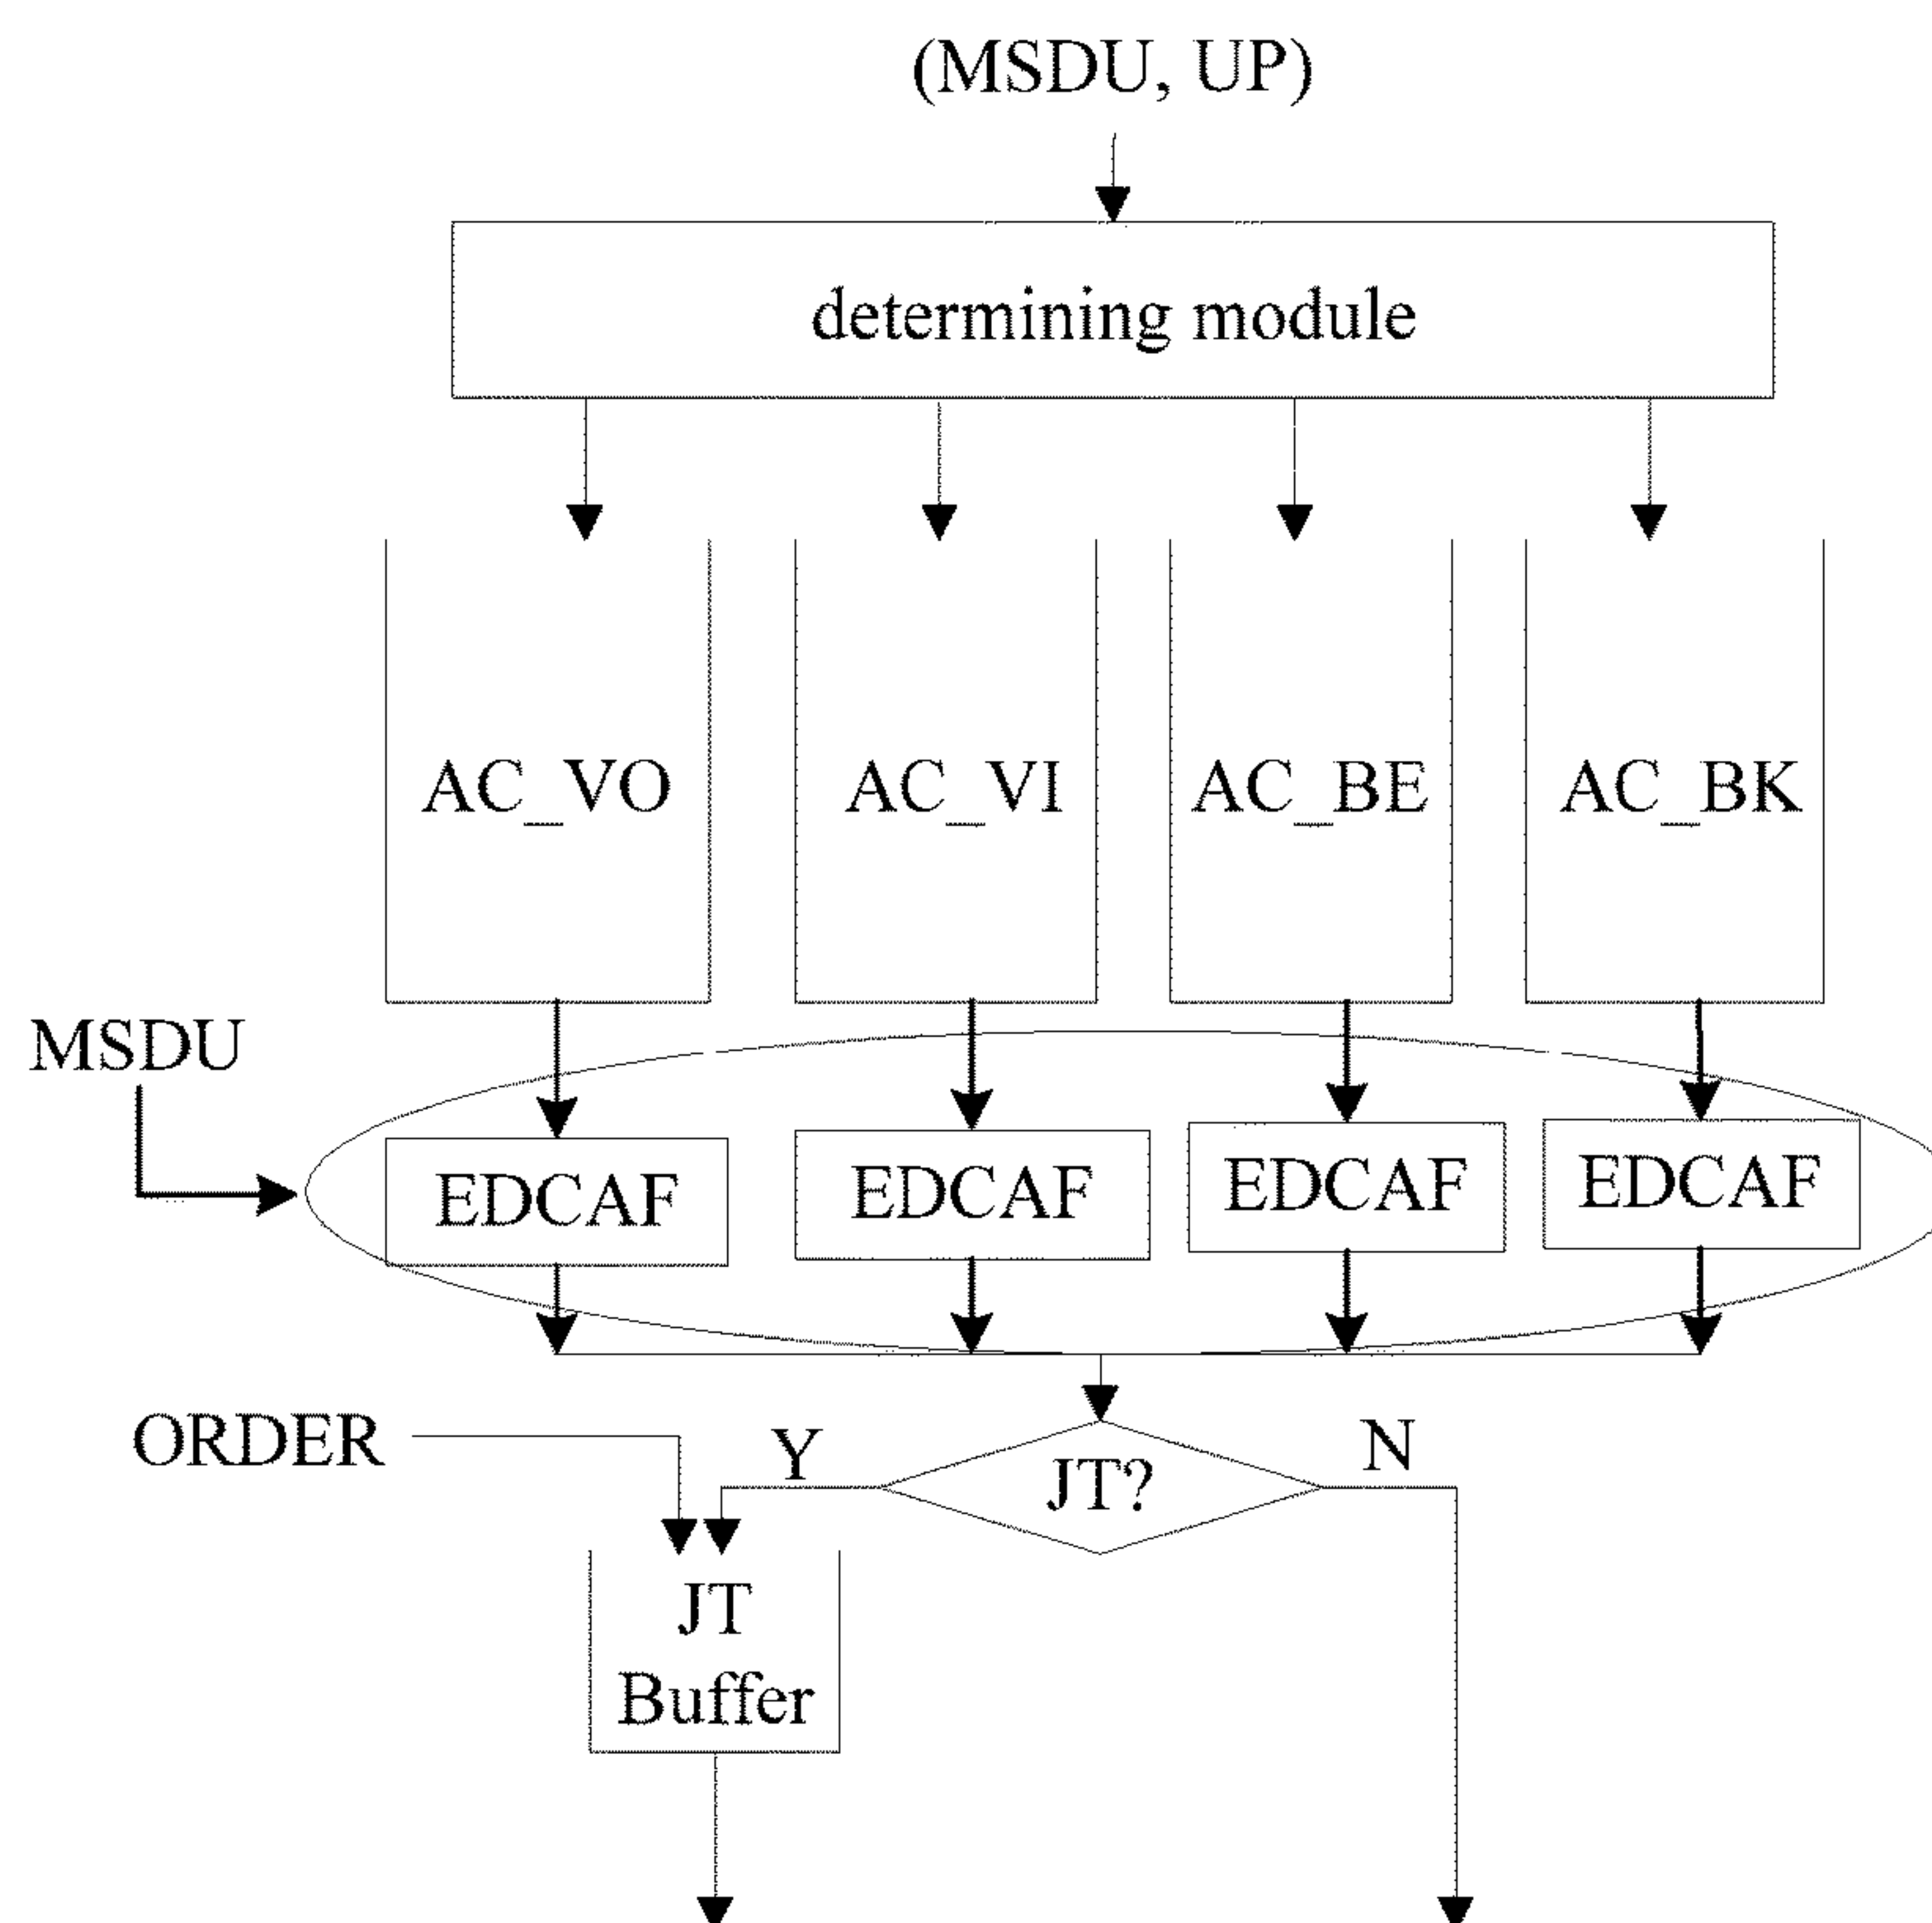 (MSDU, UP)
determining module
AC_VO
AC_VI
AC_BE
AC_BK
MSDU
EDCAF
EDCAF
EDCAF
EDCAF
ORDER
Y
JT?
N
JT
Buffer